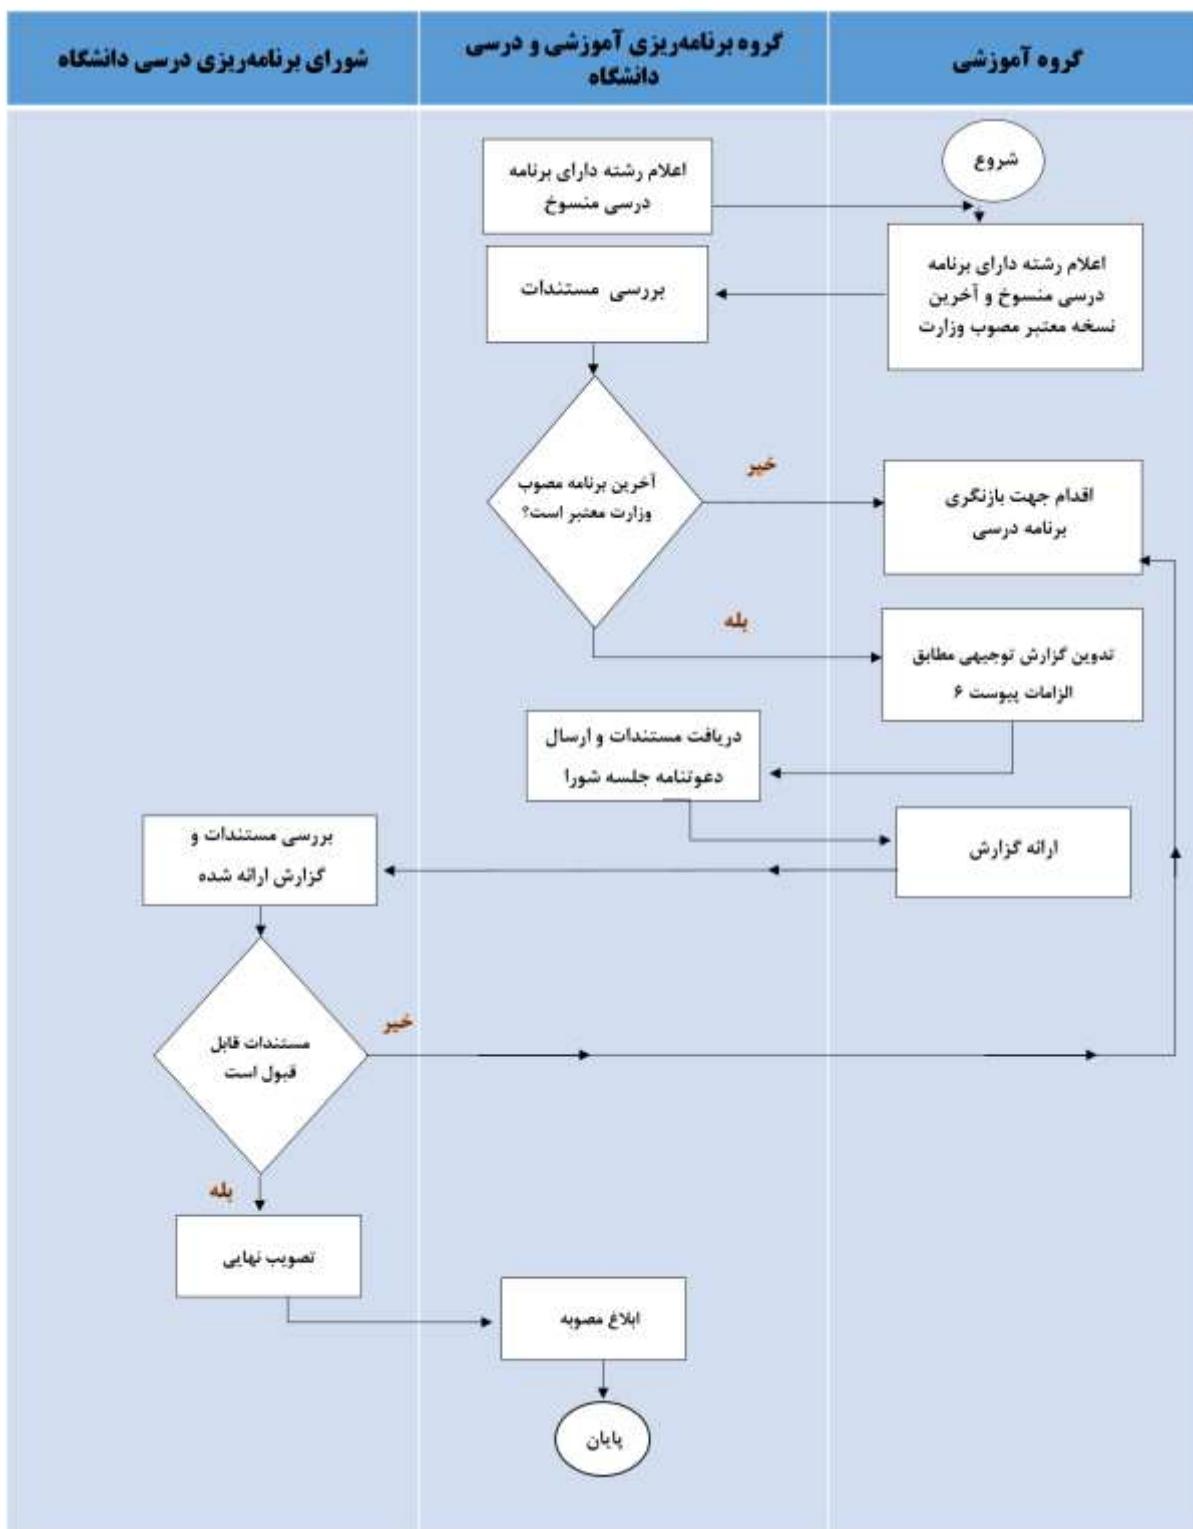 گروه آموزشی
گروه برنامه‌ریزی آموزشی و درسی
دانشگاه
شورای برنامه‌ریزی درسی دانشگاه
شروع
اعلام رشته دارای برنامه
درسی منسوخ
اعلام رشته دارای برنامه
درسی منسوخ و آخرین
نسخه معتبر مصوب وزارت
بررسی مستندات
آخرین برنامه مصوب
وزارت معتبر است؟
خیر
اقدام جهت بازنگری
برنامه درسی
بله
تدوین گزارش توجیهی مطابق
الزامات پیوست ۶
دریافت مستندات و ارسال
دعوتنامه جلسه شورا
ارائه گزارش
بررسی مستندات و
گزارش ارائه شده
مستندات قابل
قبول است
خیر
بله
تصویب نهایی
ابلاغ مصوبه
پایان